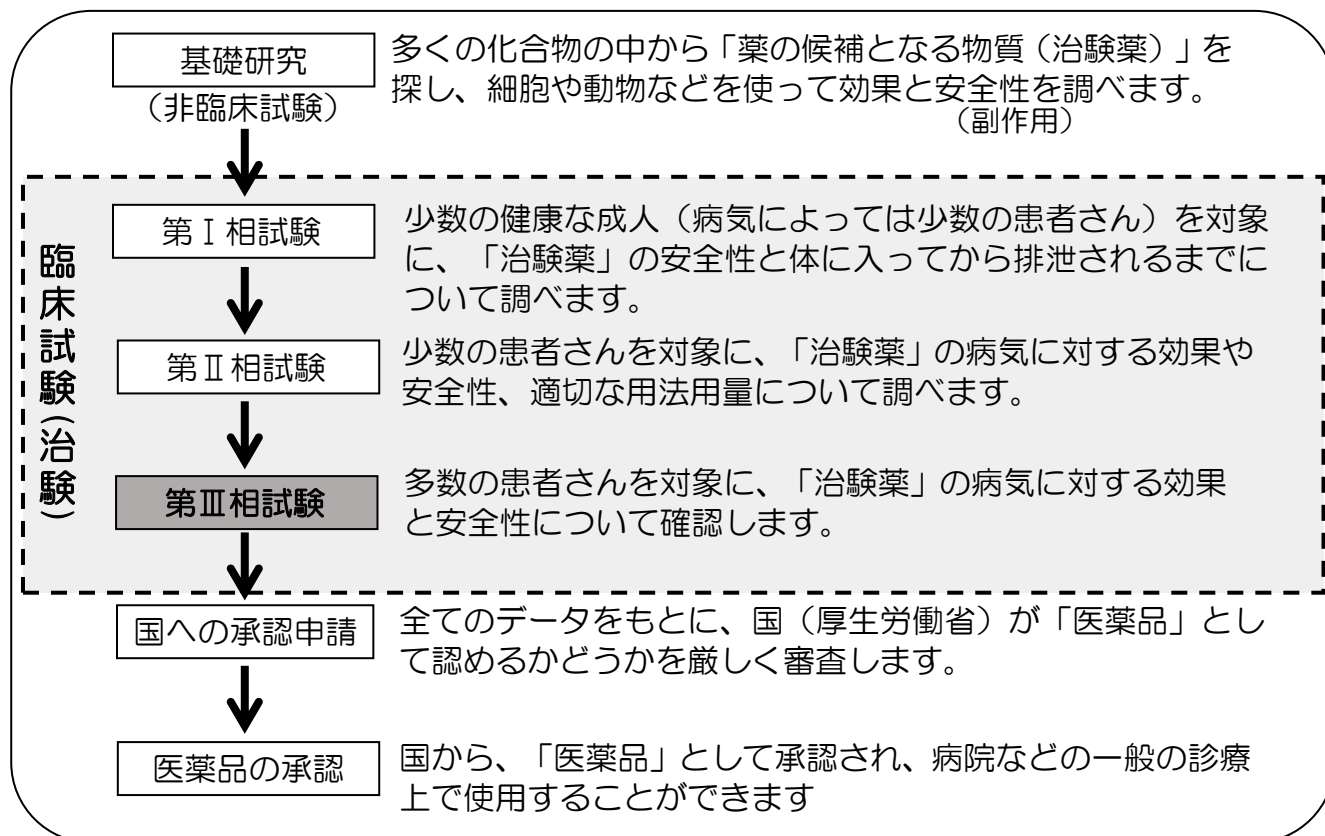 基礎研究
(非臨床試験)
多くの化合物の中から「薬の候補となる物質(治験薬)」を
探し、細胞や動物などを使って効果と安全性を調べます。
(副作用)
臨床試験(治験)
第Ⅰ相試験
少数の健康な成人(病気によっては少数の患者さん)を対象
に、「治験薬」の安全性と体に入ってから排泄されるまでに
ついて調べます。
第Ⅱ相試験
少数の患者さんを対象に、「治験薬」の病気に対する効果や
安全性、適切な用法用量について調べます。
第Ⅲ相試験
多数の患者さんを対象に、「治験薬」の病気に対する効果
と安全性について確認します。
国への承認申請
全てのデータをもとに、国(厚生労働省)が「医薬品」とし
て認めるかどうかを厳しく審査します。
医薬品の承認
国から、「医薬品」として承認され、病院などの一般の診療
上で使用することができます